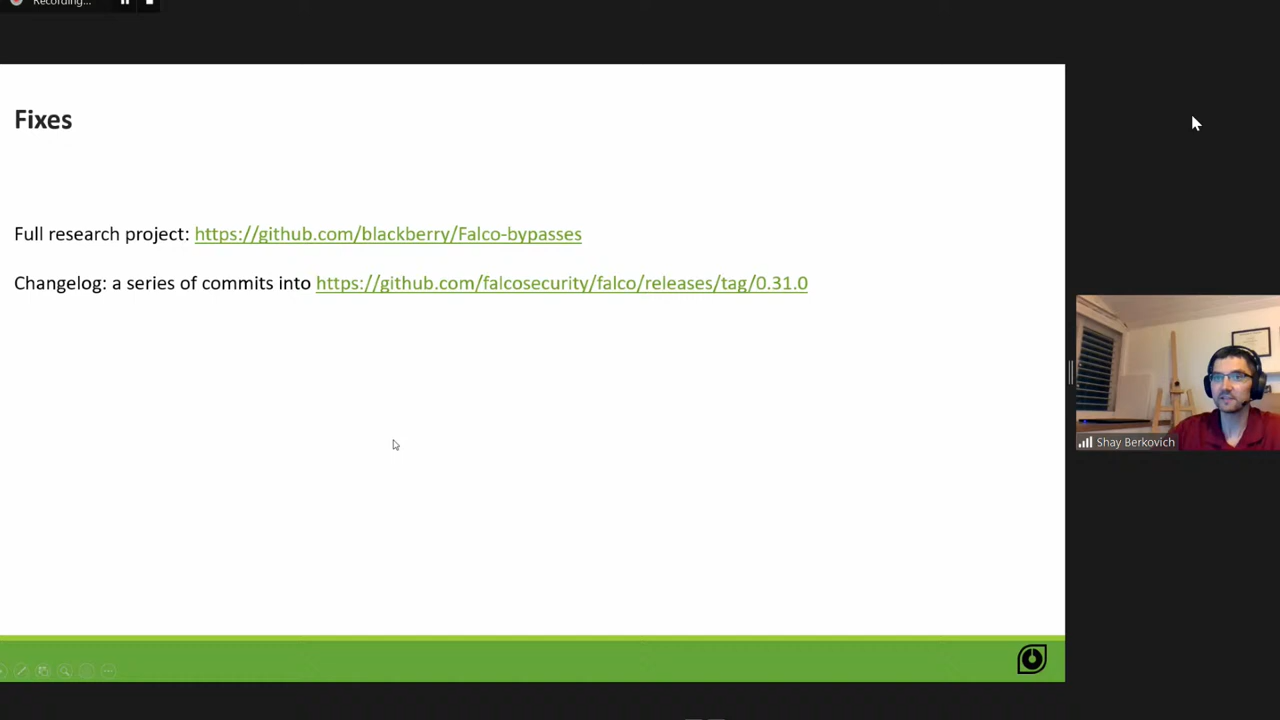 Recording...
Fixes
Full research project: https://github.com/blackberry/Falco-bypasses
Changelog: a series of commits into https://github.com/falcosecurity/falco/releases/tag/0.31.0
Shay Berkovich